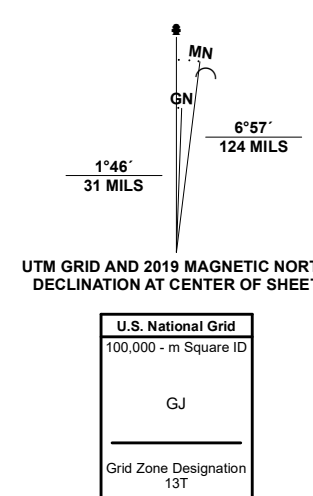 MN
GN
6°57´
124 MILS
1°46´
31 MILS
UTM GRID AND 2019 MAGNETIC NORT
DECLINATION AT CENTER OF SHEET
U.S. National Grid
100,000 - m Square ID
GJ
Grid Zone Designation
13T